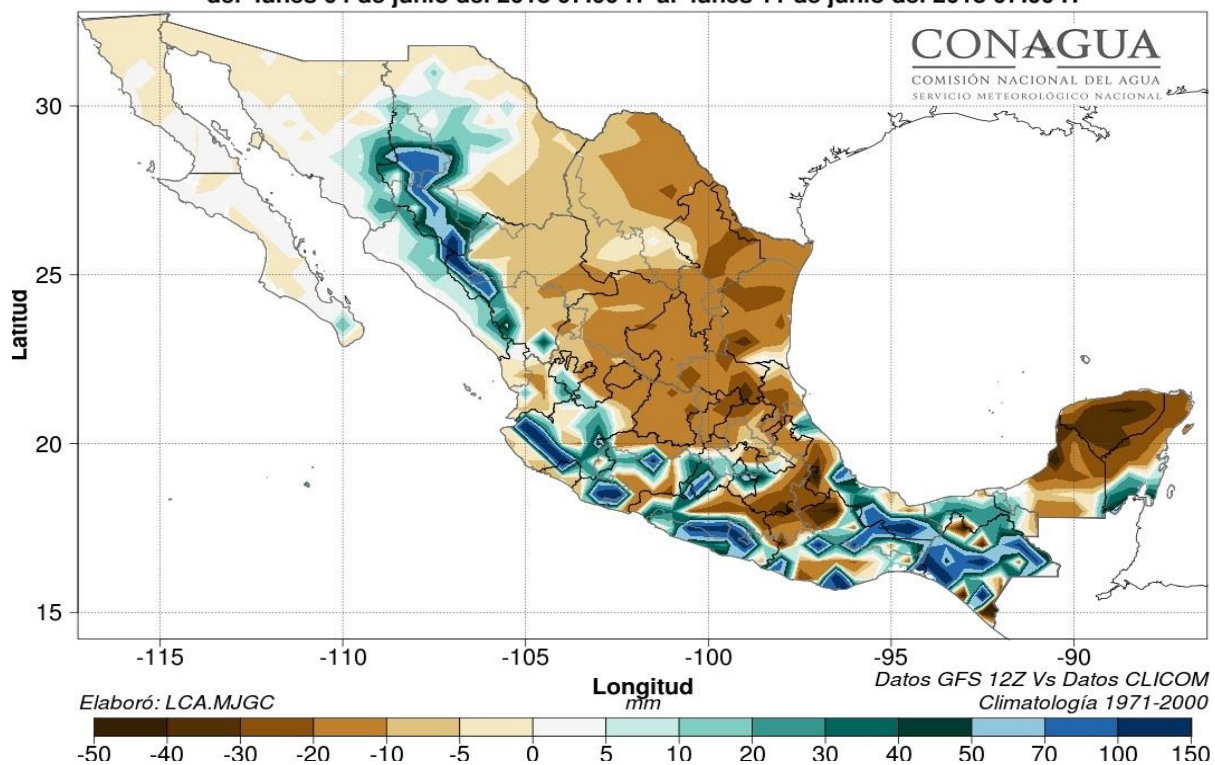 CONAGUA
COMISIÓN NACIONAL DEL AGUA
SERVICIO METEOROLÓGICO NACIONAL
30
25
20
15
Latitud
-115 -110 -105 -100 -95 -90
Longitud
Datos GFS 12Z Vs Datos CLICOM
Elaboró: LCA.MJGC mm Climatología 1971-2000
-50 -40 -30 -20 -10 -5 0 5 10 20 30 40 50 70 100 150